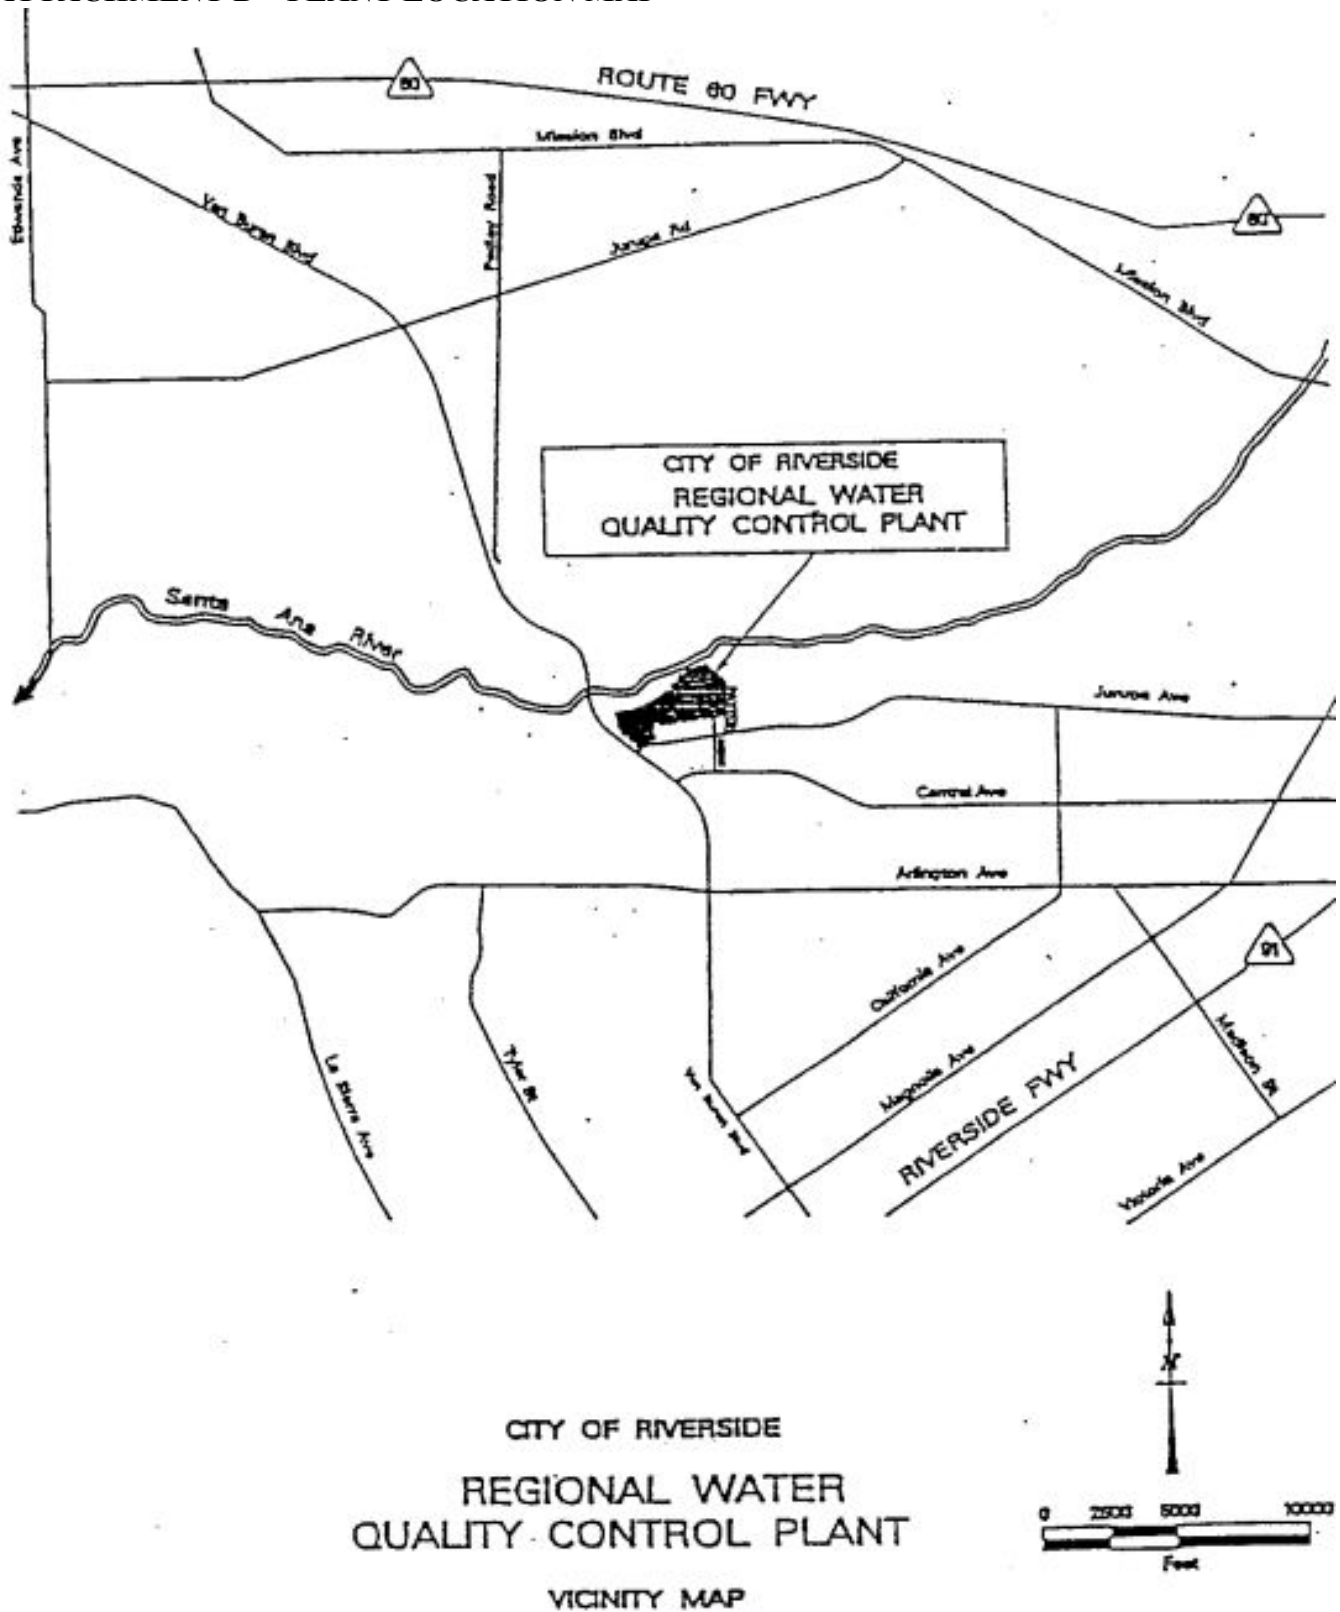 ROUTE 60 FWY
60
Mission Blvd
Etiwanda Ave
Van Buren Blvd
Pedley Road
Jurupa Rd
60
Mission Blvd
CITY OF RIVERSIDE
REGIONAL WATER
QUALITY CONTROL PLANT
Santa Ana River
Jurupa Ave
Central Ave
Arlington Ave
California Ave
91
La Sierra Ave
Tyler St
Van Buren Blvd
Magnolia Ave
RIVERSIDE FWY
Madison St
Victoria Ave
N
CITY OF RIVERSIDE
REGIONAL WATER
QUALITY CONTROL PLANT
VICINITY MAP
0 2500 5000 10000
Feet